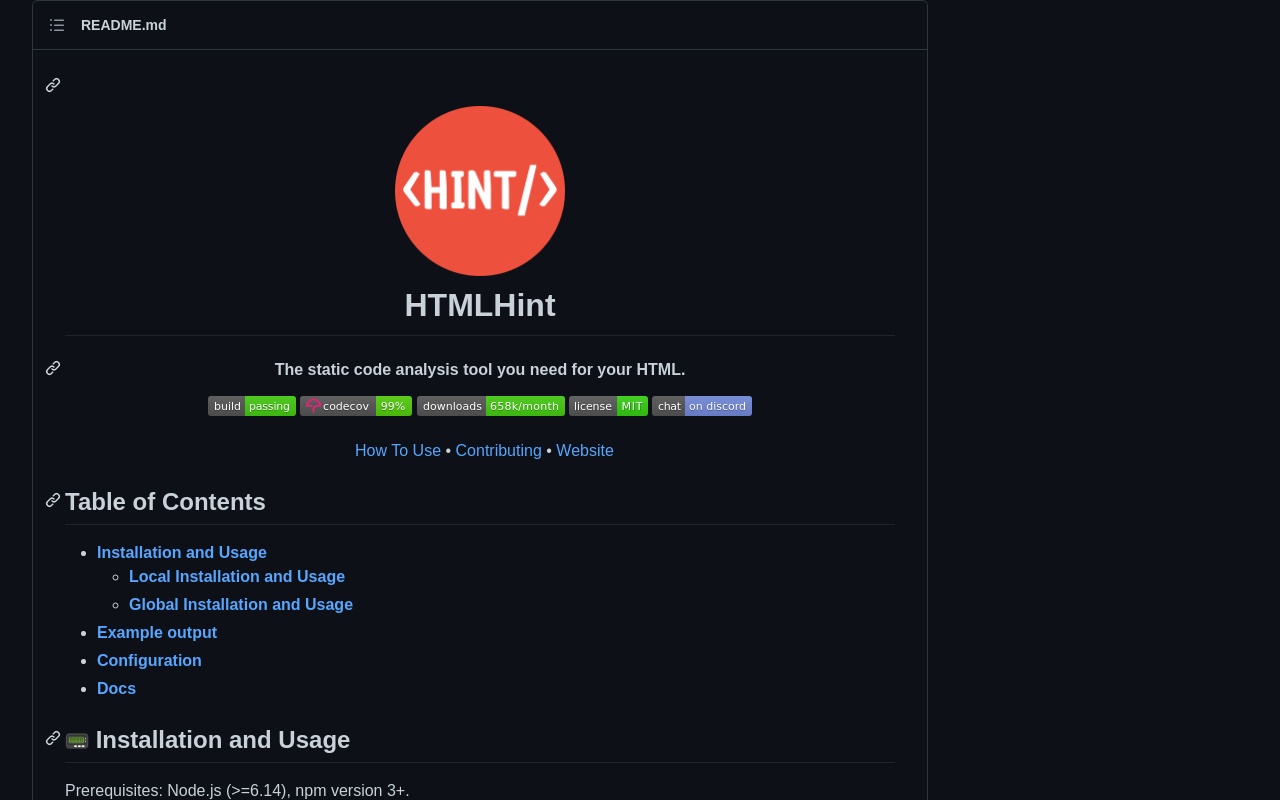 README.md
<HINT/>
HTMLHint
The static code analysis tool you need for your HTML.
build passing codecov 99% downloads 658k/month license MIT chat on discord
How To Use • Contributing • Website
Table of Contents
Installation and Usage
Local Installation and Usage
Global Installation and Usage
Example output
Configuration
Docs
📟 Installation and Usage
Prerequisites: Node.js (>=6.14), npm version 3+.